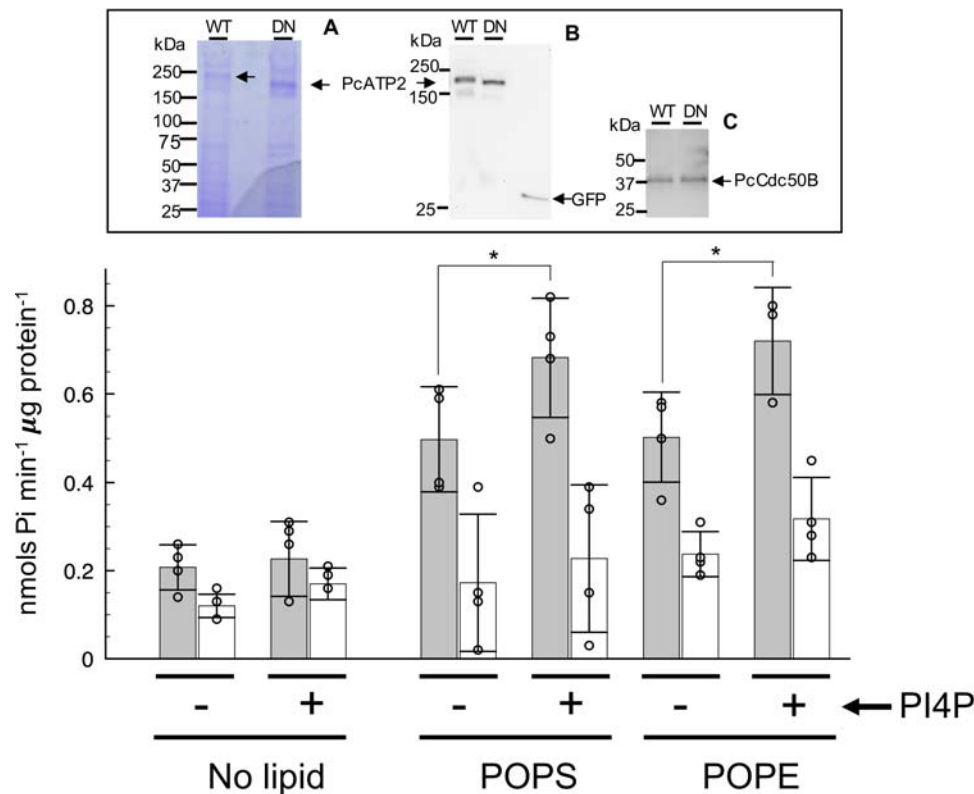 WT DN A
kDa
250
150
100
75
50
37
25
PcATP2
WT DN B
kDa
250
150
25
GFP
WT DN C
kDa
50
37
25
PcCdc50B
nmols Pi min⁻¹ µg protein⁻¹
0.8
0.6
0.4
0.2
0
*
*
- + - + - + PI4P
No lipid POPS POPE